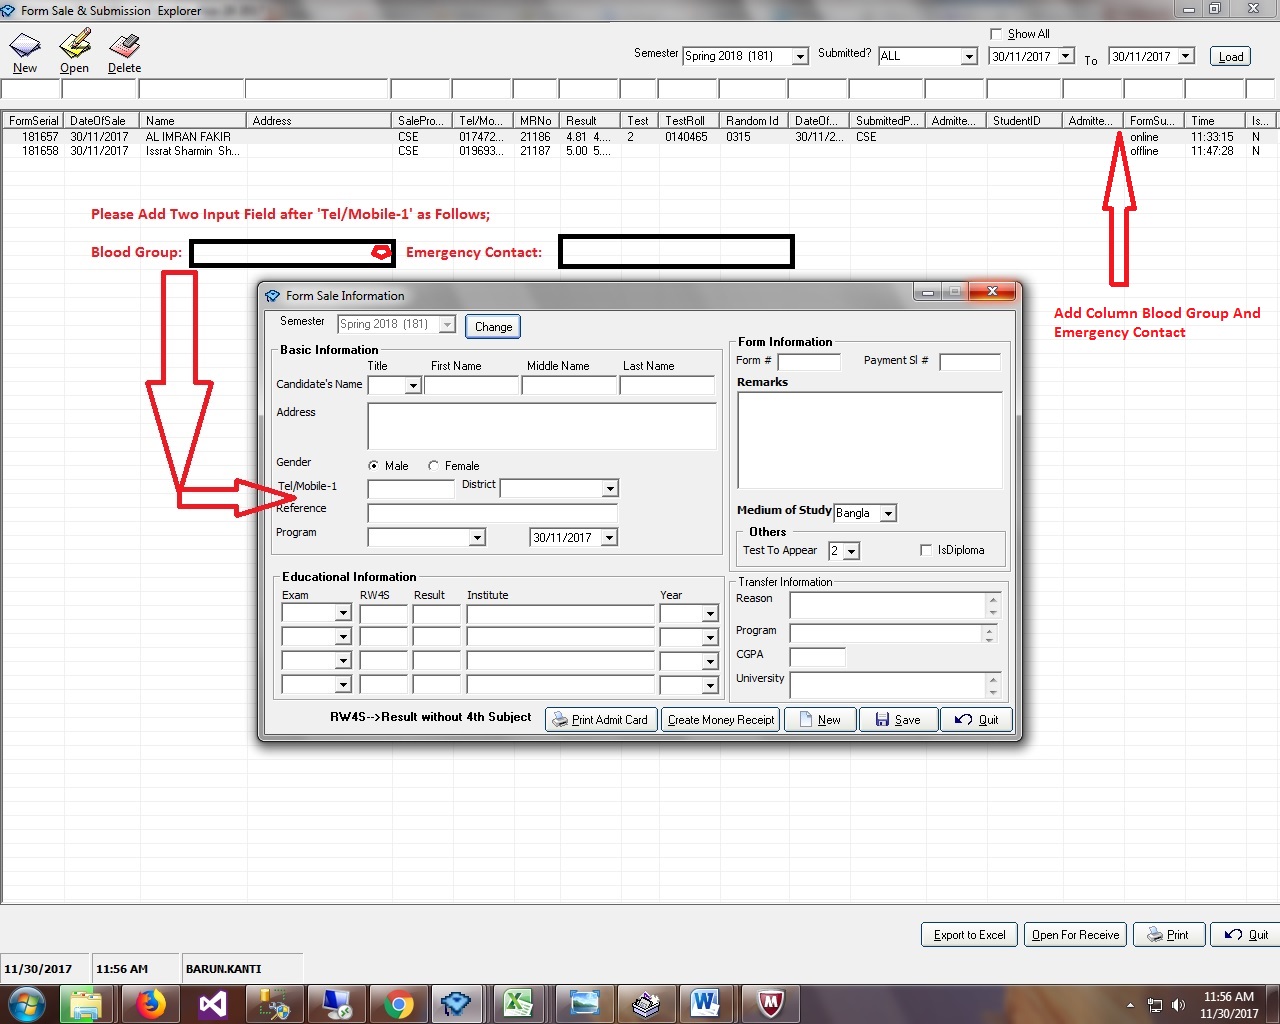 Form Sale & Submission Explorer
Show All
Semester Spring 2018 (181) Submitted? ALL 30/11/2017 To 30/11/2017 Load
New Open Delete
FormSerial DateOfSale Name Address SalePro... Tel/Mo... MRNo Result Test TestRoll Random Id DateOf... SubmittedP... Admitte... StudentID Admitte... FormSu... Time Is...
181657 30/11/2017 AL IMRAN FAKIR CSE 017472... 21186 4.81 4.... 2 0140465 0315 30/11/2... CSE online 11:33:15 N
181658 30/11/2017 Issrat Sharmin Sh... CSE 019693... 21187 5.00 5.... offline 11:47:28 N
Please Add Two Input Field after 'Tel/Mobile-1' as Follows;
Blood Group: Emergency Contact:
Add Column Blood Group And
Emergency Contact
Form Sale Information
Semester Spring 2018 (181) Change
Basic Information
Title First Name Middle Name Last Name
Candidate's Name
Address
Gender Male Female
Tel/Mobile-1 District
Reference
Program 30/11/2017
Form Information
Form # Payment Sl #
Remarks
Medium of Study Bangla
Others
Test To Appear 2 IsDiploma
Educational Information
Exam RW4S Result Institute Year
Transfer Information
Reason
Program
CGPA
University
RW4S-->Result without 4th Subject Print Admit Card Create Money Receipt New Save Quit
Export to Excel Open For Receive Print Quit
11/30/2017 11:56 AM BARUN.KANTI
11:56 AM
11/30/2017